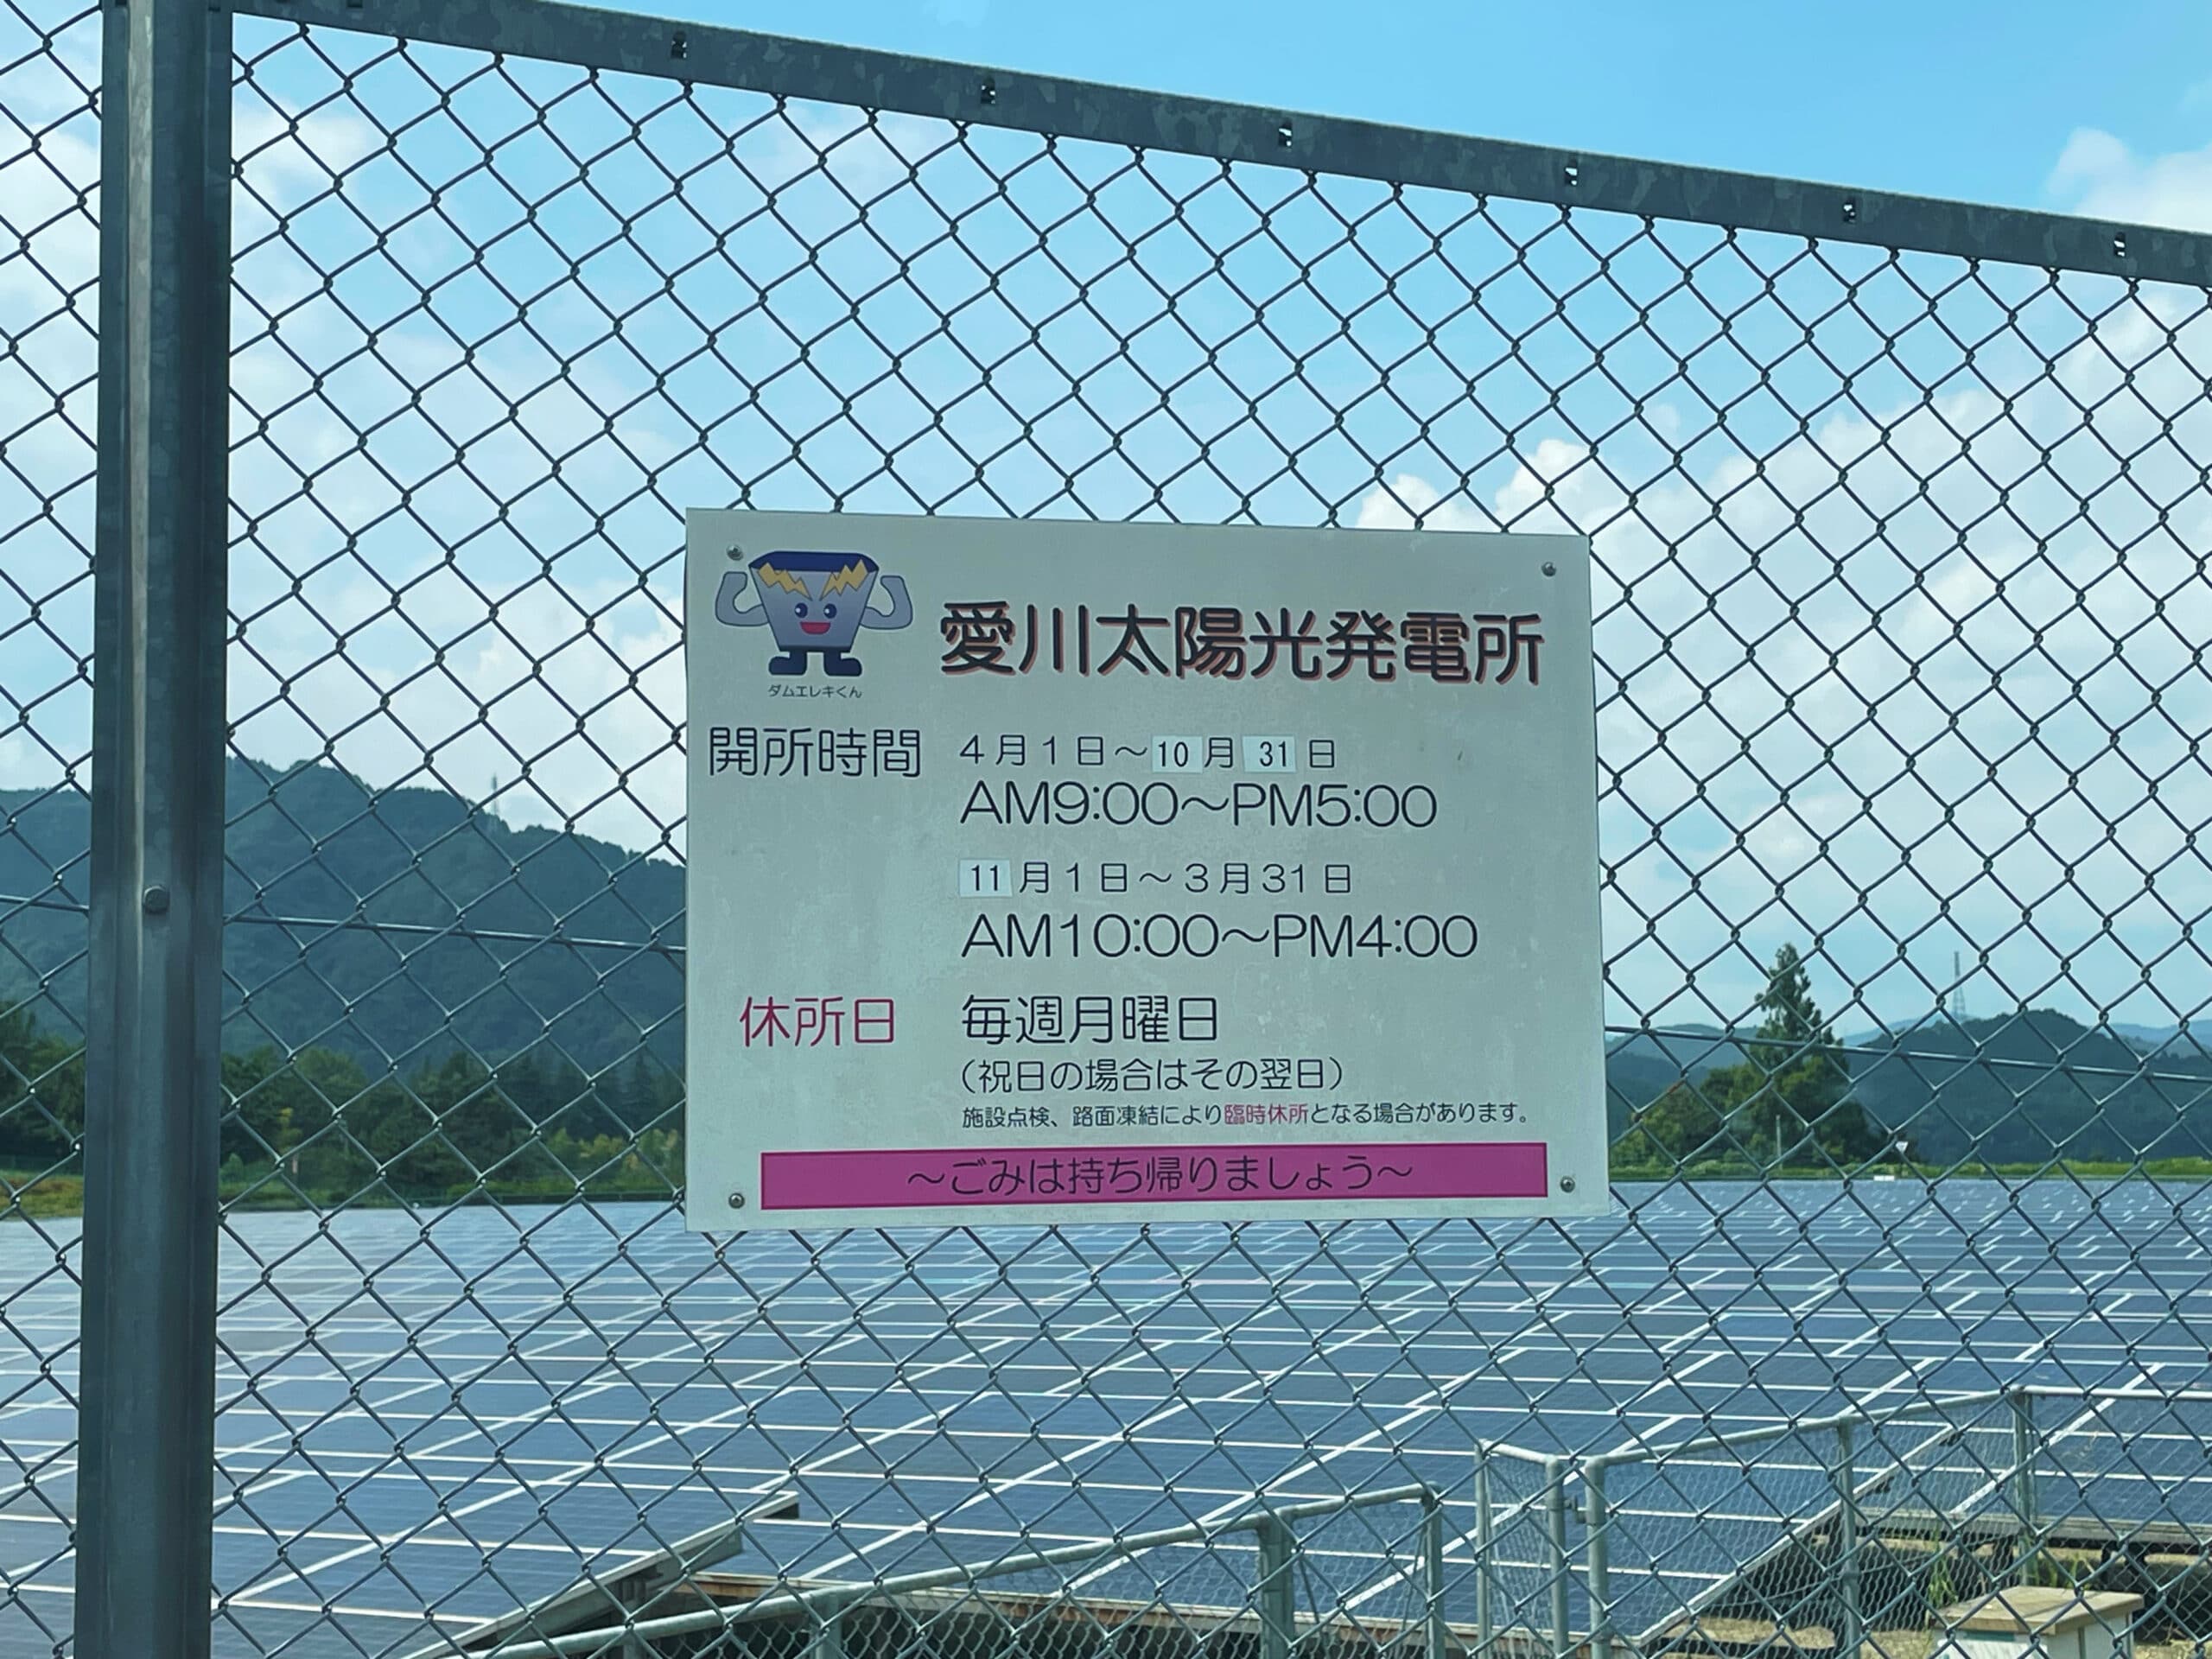 ダムエレキくん
愛川太陽光発電所
開所時間
４月１日～10月31日
AM9:00～PM5:00
11月１日～３月31日
AM10:00～PM4:00
休所日
毎週月曜日
（祝日の場合はその翌日）
施設点検、路面凍結により臨時休所となる場合があります。
～ごみは持ち帰りましょう～